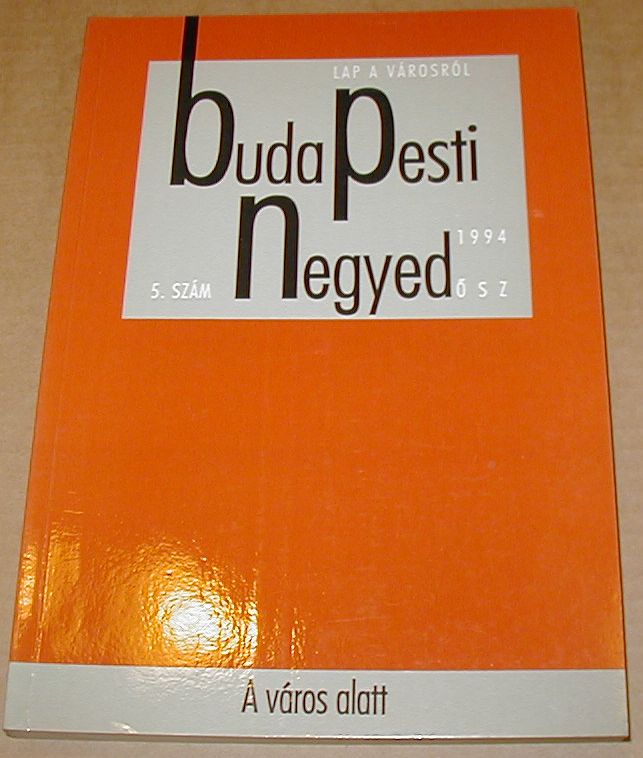 LAP A VÁROSRÓL
budapesti
1994
5. SZÁM negyed ŐSZ
A város alatt